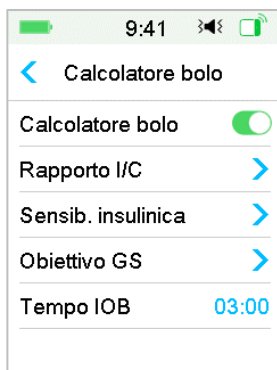 9:41
Calcolatore bolo
Calcolatore bolo
Rapporto I/C
Sensib. insulinica
Obiettivo GS
Tempo IOB 03:00